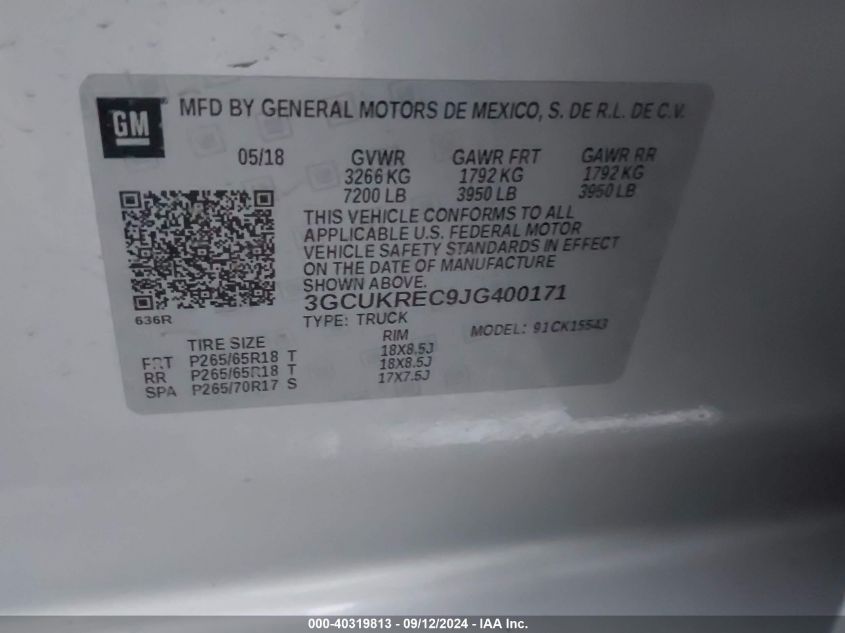 GM
MFD BY GENERAL MOTORS DE MEXICO, S. DE R.L. DE C.V.
05/18 GVWR GAWR FRT GAWR RR
3266 KG 1792 KG 1792 KG
7200 LB 3950 LB 3950 LB
THIS VEHICLE CONFORMS TO ALL
APPLICABLE U.S. FEDERAL MOTOR
VEHICLE SAFETY STANDARDS IN EFFECT
ON THE DATE OF MANUFACTURE
SHOWN ABOVE.
3GCUKREC9JG400171
636R
TYPE: TRUCK MODEL: 91CK15543
TIRE SIZE RIM
FRT P265/65R18 T 18X8.5J
RR P265/65R18 T 18X8.5J
SPA P265/70R17 S 17X7.5J
000-40319813 - 09/12/2024 - IAA Inc.